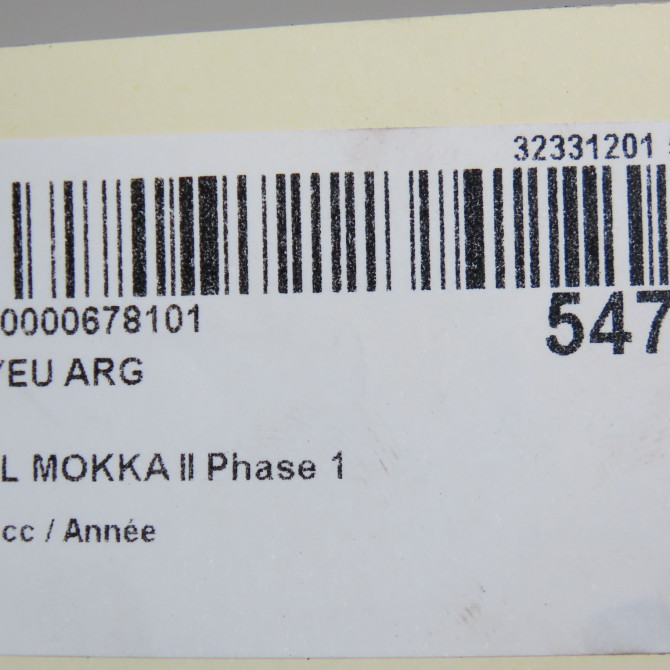 32331201
0000678101
547
YEU ARG
L MOKKA II Phase 1
cc / Année